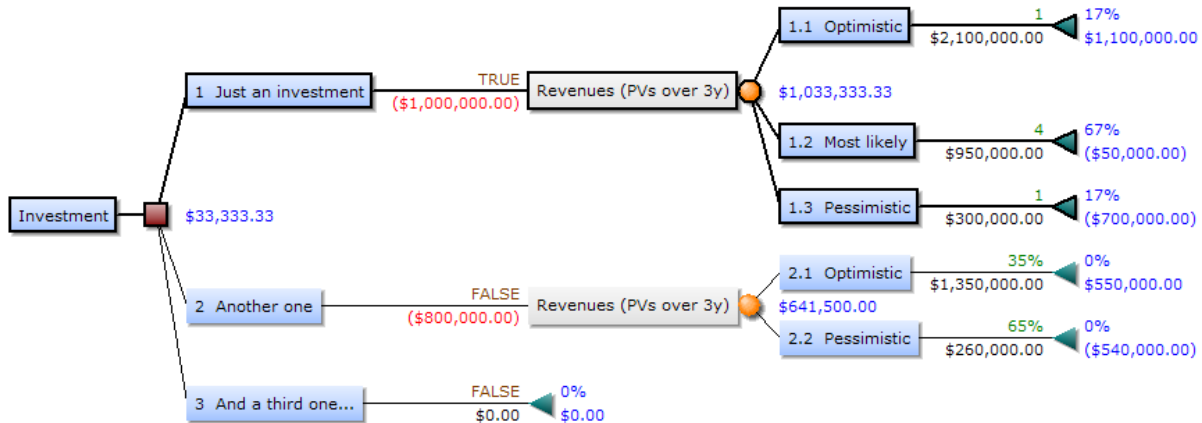 1.1 Optimistic
1
$2,100,000.00
17%
$1,100,000.00
1 Just an investment
TRUE
($1,000,000.00)
Revenues (PVs over 3y)
$1,033,333.33
1.2 Most likely
4
$950,000.00
67%
($50,000.00)
1.3 Pessimistic
1
$300,000.00
17%
($700,000.00)
Investment
$33,333.33
2.1 Optimistic
35%
$1,350,000.00
0%
$550,000.00
2 Another one
FALSE
($800,000.00)
Revenues (PVs over 3y)
$641,500.00
2.2 Pessimistic
65%
$260,000.00
0%
($540,000.00)
3 And a third one...
FALSE
$0.00
0%
$0.00